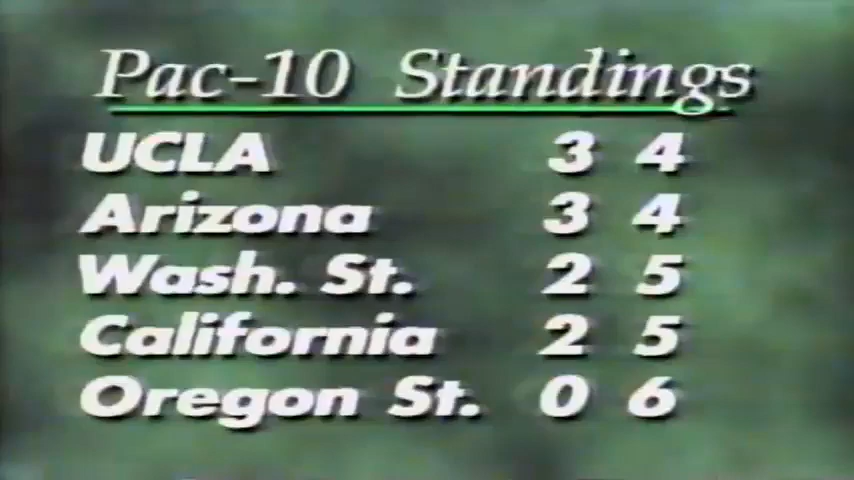 Pac-10 Standings
UCLA 3 4
Arizona 3 4
Wash. St. 2 5
California 2 5
Oregon St. 0 6